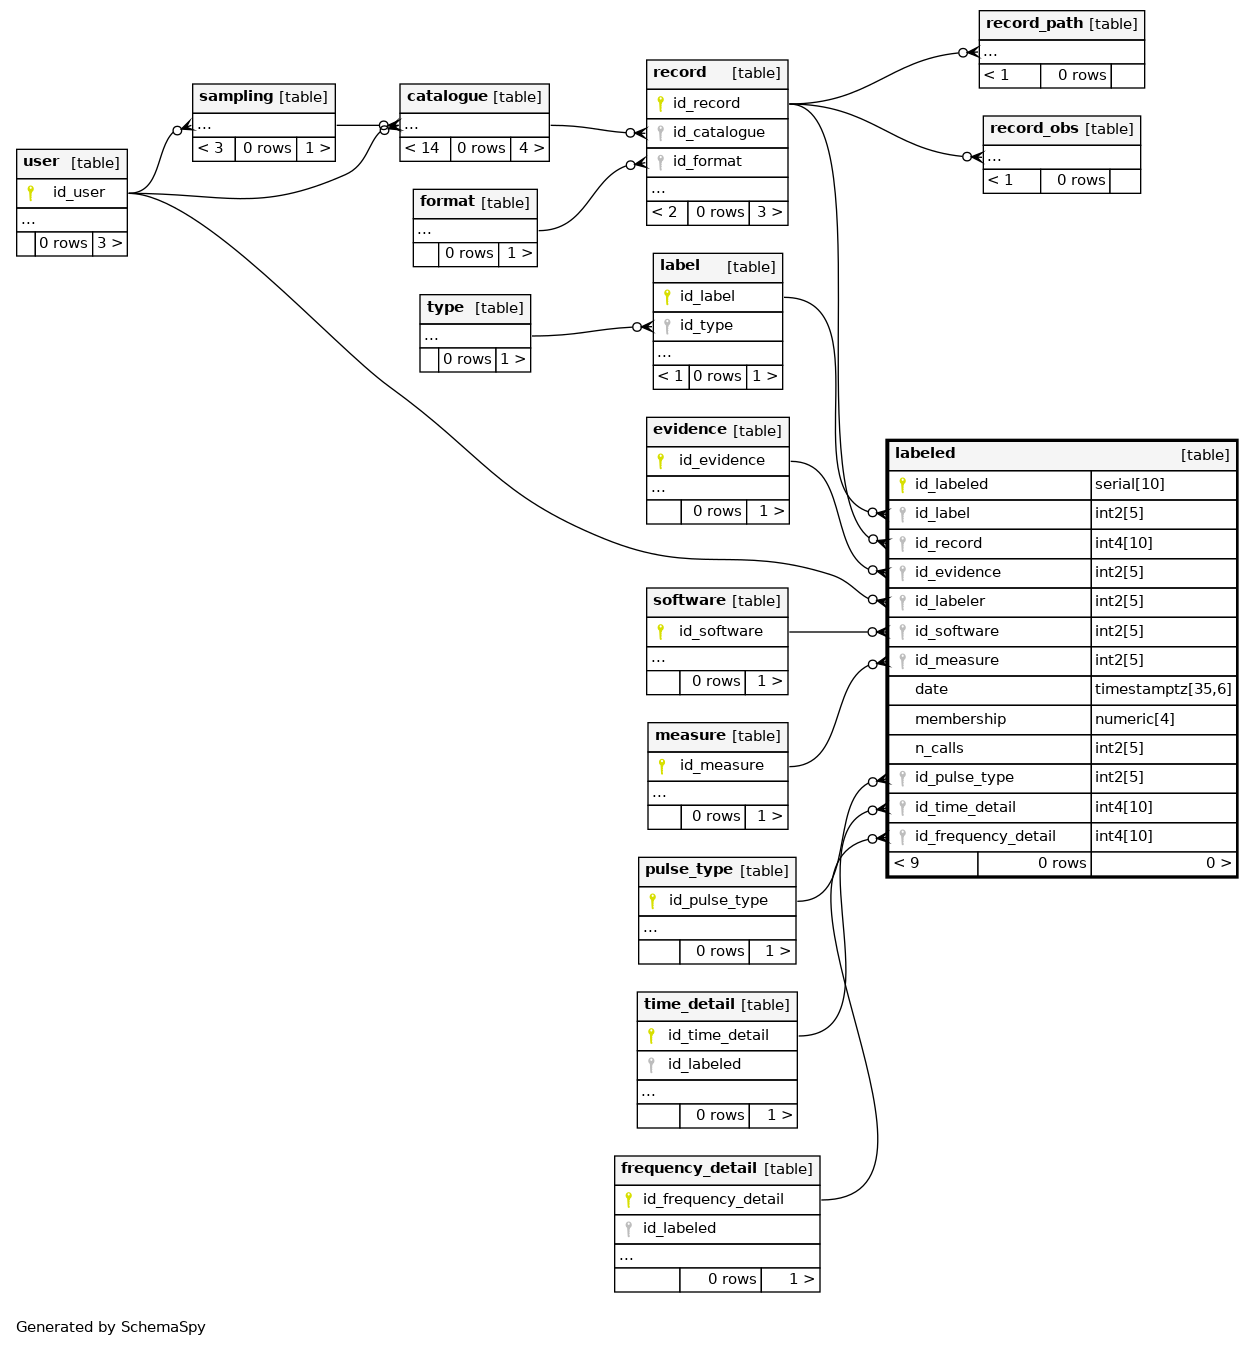 user [table]
id_user
...
0 rows 3 >
sampling [table]
...
< 3 0 rows 1 >
catalogue [table]
...
< 14 0 rows 4 >
format [table]
...
0 rows 1 >
type [table]
...
0 rows 1 >
record [table]
id_record
id_catalogue
id_format
...
< 2 0 rows 3 >
label [table]
id_label
id_type
...
< 1 0 rows 1 >
evidence [table]
id_evidence
...
0 rows 1 >
software [table]
id_software
...
0 rows 1 >
measure [table]
id_measure
...
0 rows 1 >
pulse_type [table]
id_pulse_type
...
0 rows 1 >
time_detail [table]
id_time_detail
id_labeled
...
0 rows 1 >
frequency_detail [table]
id_frequency_detail
id_labeled
...
0 rows 1 >
record_path [table]
...
< 1 0 rows
record_obs [table]
...
< 1 0 rows
labeled [table]
id_labeled serial[10]
id_label int2[5]
id_record int4[10]
id_evidence int2[5]
id_labeler int2[5]
id_software int2[5]
id_measure int2[5]
date timestamptz[35,6]
membership numeric[4]
n_calls int2[5]
id_pulse_type int2[5]
id_time_detail int4[10]
id_frequency_detail int4[10]
< 9 0 rows 0 >
Generated by SchemaSpy